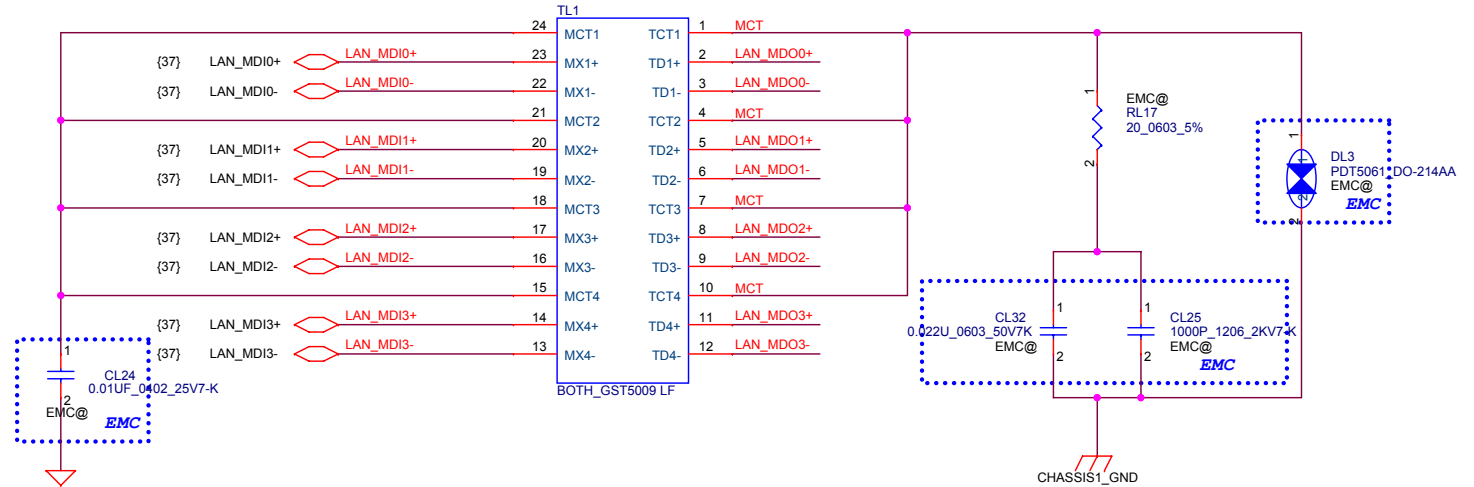 TL1
24 MCT1 TCT1 1 MCT
{37} LAN_MDI0+ LAN_MDI0+ 23 MX1+ TD1+ 2 LAN_MDO0+
{37} LAN_MDI0- LAN_MDI0- 22 MX1- TD1- 3 LAN_MDO0-
21 MCT2 TCT2 4 MCT
{37} LAN_MDI1+ LAN_MDI1+ 20 MX2+ TD2+ 5 LAN_MDO1+
{37} LAN_MDI1- LAN_MDI1- 19 MX2- TD2- 6 LAN_MDO1-
18 MCT3 TCT3 7 MCT
{37} LAN_MDI2+ LAN_MDI2+ 17 MX3+ TD3+ 8 LAN_MDO2+
{37} LAN_MDI2- LAN_MDI2- 16 MX3- TD3- 9 LAN_MDO2-
15 MCT4 TCT4 10 MCT
{37} LAN_MDI3+ LAN_MDI3+ 14 MX4+ TD4+ 11 LAN_MDO3+
{37} LAN_MDI3- LAN_MDI3- 13 MX4- TD4- 12 LAN_MDO3-
BOTH_GST5009 LF
1
EMC@
RL17
20_0603_5%
2
1
1
DL3
PDT5061_DO-214AA
EMC@
2
EMC
2
1
CL24
0.01UF_0402_25V7-K
2
EMC@
EMC
1
CL32
0.022U_0603_50V7K
EMC@
2
1
CL25
1000P_1206_2KV7-K
EMC@
2
EMC
CHASSIS1_GND